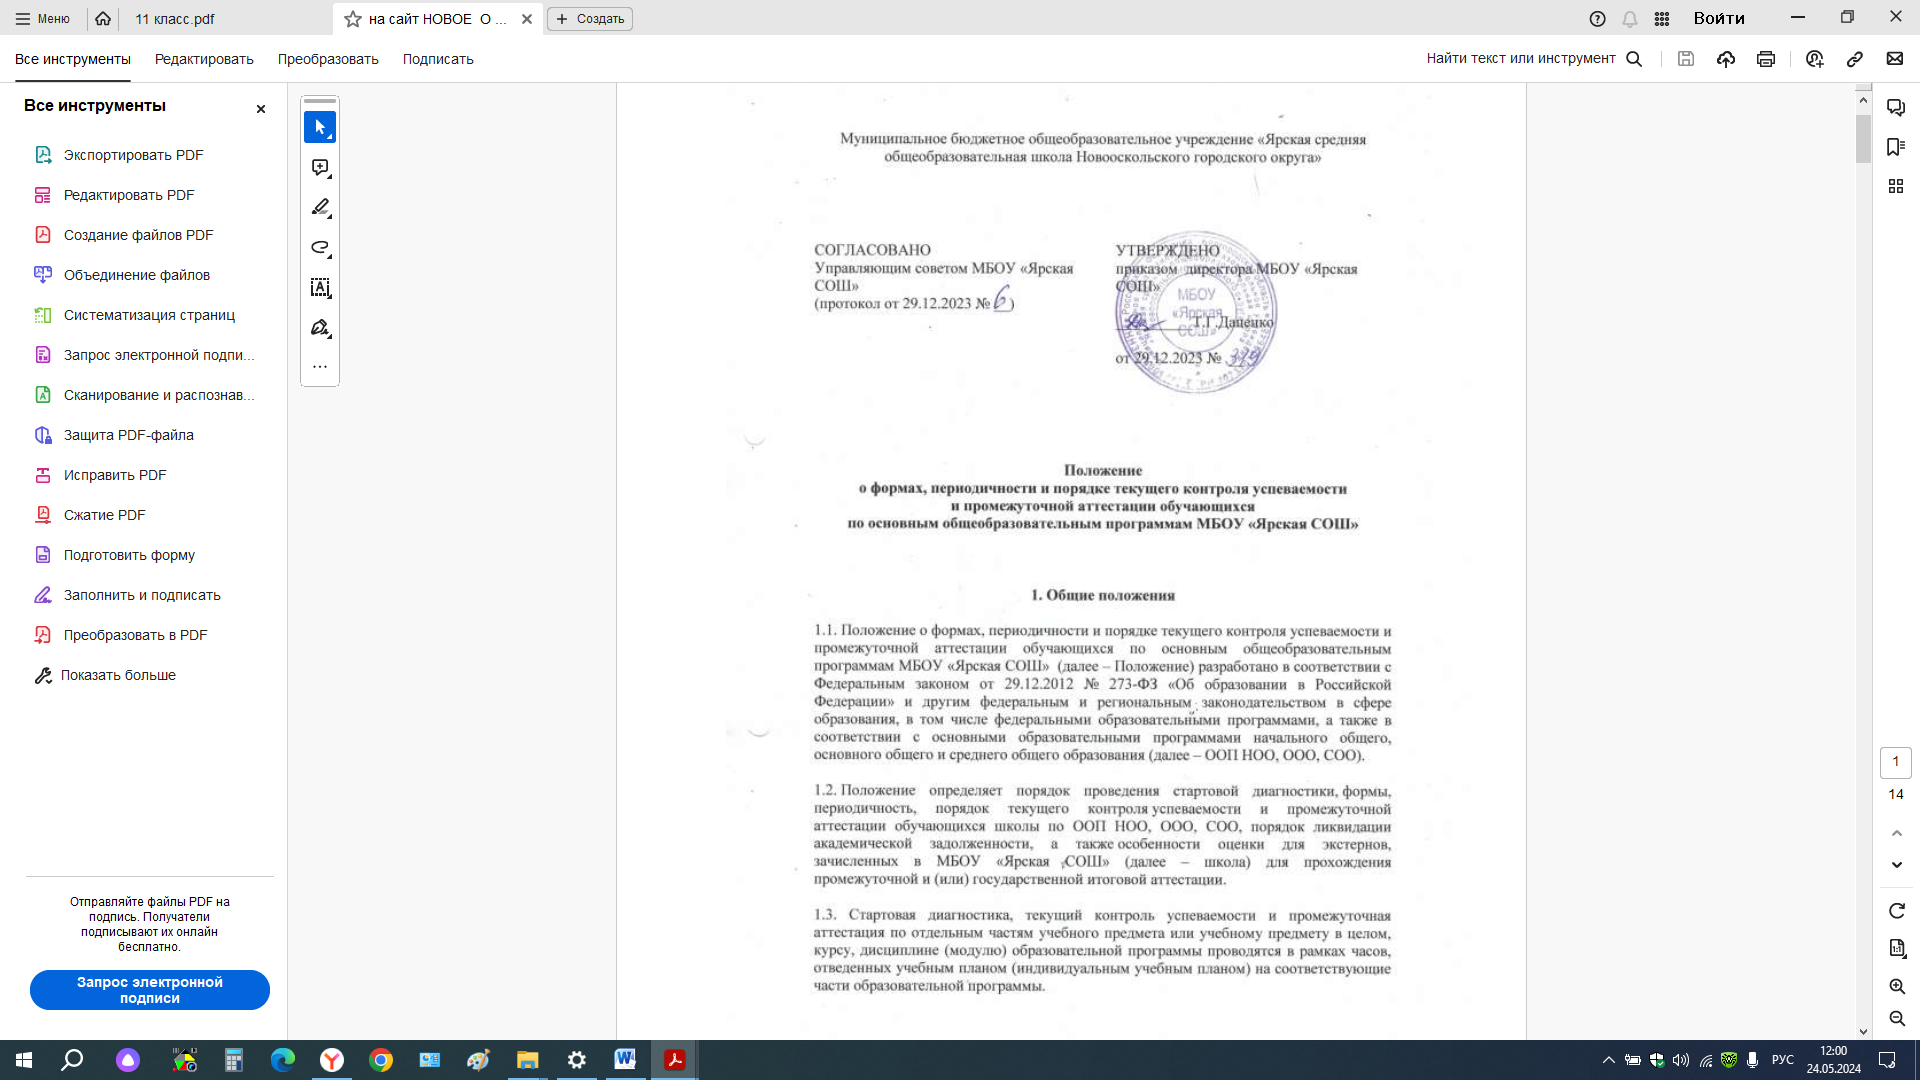 Меню
11 класс.pdf
на сайт НОВОЕ О ...
Создать
Войти
Все инструменты
Редактировать
Преобразовать
Подписать
Найти текст или инструмент
Все инструменты
Экспортировать PDF
Редактировать PDF
Создание файлов PDF
Объединение файлов
Систематизация страниц
Запрос электронной подпи...
Сканирование и распознав...
Защита PDF-файла
Исправить PDF
Сжатие PDF
Подготовить форму
Заполнить и подписать
Преобразовать в PDF
Показать больше
Отправляйте файлы PDF на
подпись. Получатели
подписывают их онлайн
бесплатно.
Запрос электронной
подписи
Муниципальное бюджетное общеобразовательное учреждение «Ярская средняя
общеобразовательная школа Новооскольского городского округа»
СОГЛАСОВАНО
Управляющим советом МБОУ «Ярская
СОШ»
(протокол от 29.12.2023 № 6)
УТВЕРЖДЕНО
приказом директора МБОУ «Ярская
СОШ»
Т.Г.Даценко
от 29.12.2023 № 379
МБОУ
«Ярская
СОШ»
Положение
о формах, периодичности и порядке текущего контроля успеваемости
и промежуточной аттестации обучающихся
по основным общеобразовательным программам МБОУ «Ярская СОШ»
1. Общие положения
1.1. Положение о формах, периодичности и порядке текущего контроля успеваемости и
промежуточной аттестации обучающихся по основным общеобразовательным
программам МБОУ «Ярская СОШ» (далее – Положение) разработано в соответствии с
Федеральным законом от 29.12.2012 № 273-ФЗ «Об образовании в Российской
Федерации» и другим федеральным и региональным законодательством в сфере
образования, в том числе федеральными образовательными программами, а также в
соответствии с основными образовательными программами начального общего,
основного общего и среднего общего образования (далее – ООП НОО, ООО, СОО).
1.2. Положение определяет порядок проведения стартовой диагностики, формы,
периодичность, порядок текущего контроля успеваемости и промежуточной
аттестации обучающихся школы по ООП НОО, ООО, СОО, порядок ликвидации
академической задолженности, а также особенности оценки для экстернов,
зачисленных в МБОУ «Ярская СОШ» (далее – школа) для прохождения
промежуточной и (или) государственной итоговой аттестации.
1.3. Стартовая диагностика, текущий контроль успеваемости и промежуточная
аттестация по отдельным частям учебного предмета или учебному предмету в целом,
курсу, дисциплине (модулю) образовательной программы проводятся в рамках часов,
отведенных учебным планом (индивидуальным учебным планом) на соответствующие
части образовательной программы.
1
14
РУС
12:00
24.05.2024